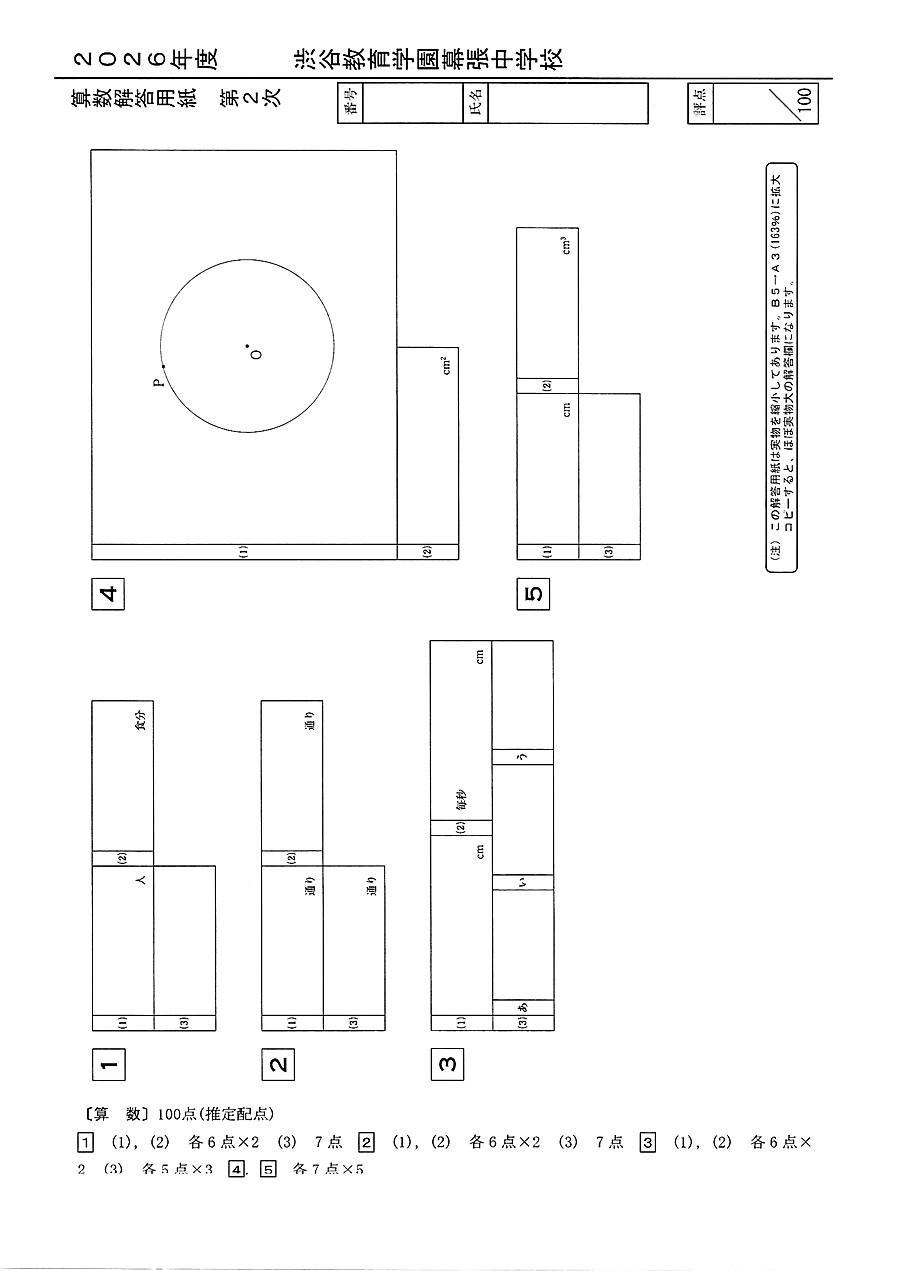 2026年度 渋谷教育学園幕張中学校
算数解答用紙 第2次
番号
氏名
評点
/100
(1)
P
O
(2) cm²
4
(1) cm
(2) cm³
(3)
5
(注) この解答用紙は実物を縮小してあります。B5→A3(163%)に拡大
コピーすると、ほぼ実物大の解答欄になります。
(1) 人
(2) 食分
(3)
1
(1) 通り
(2) 通り
(3) 通り
2
(1) cm
(2) 毎秒 cm
(3) あ い う
3
〔算 数〕100点(推定配点)
1 (1), (2) 各6点×2 (3) 7点 2 (1), (2) 各6点×2 (3) 7点 3 (1), (2) 各6点×
2 (3) 各5点×3 4, 5 各7点×5